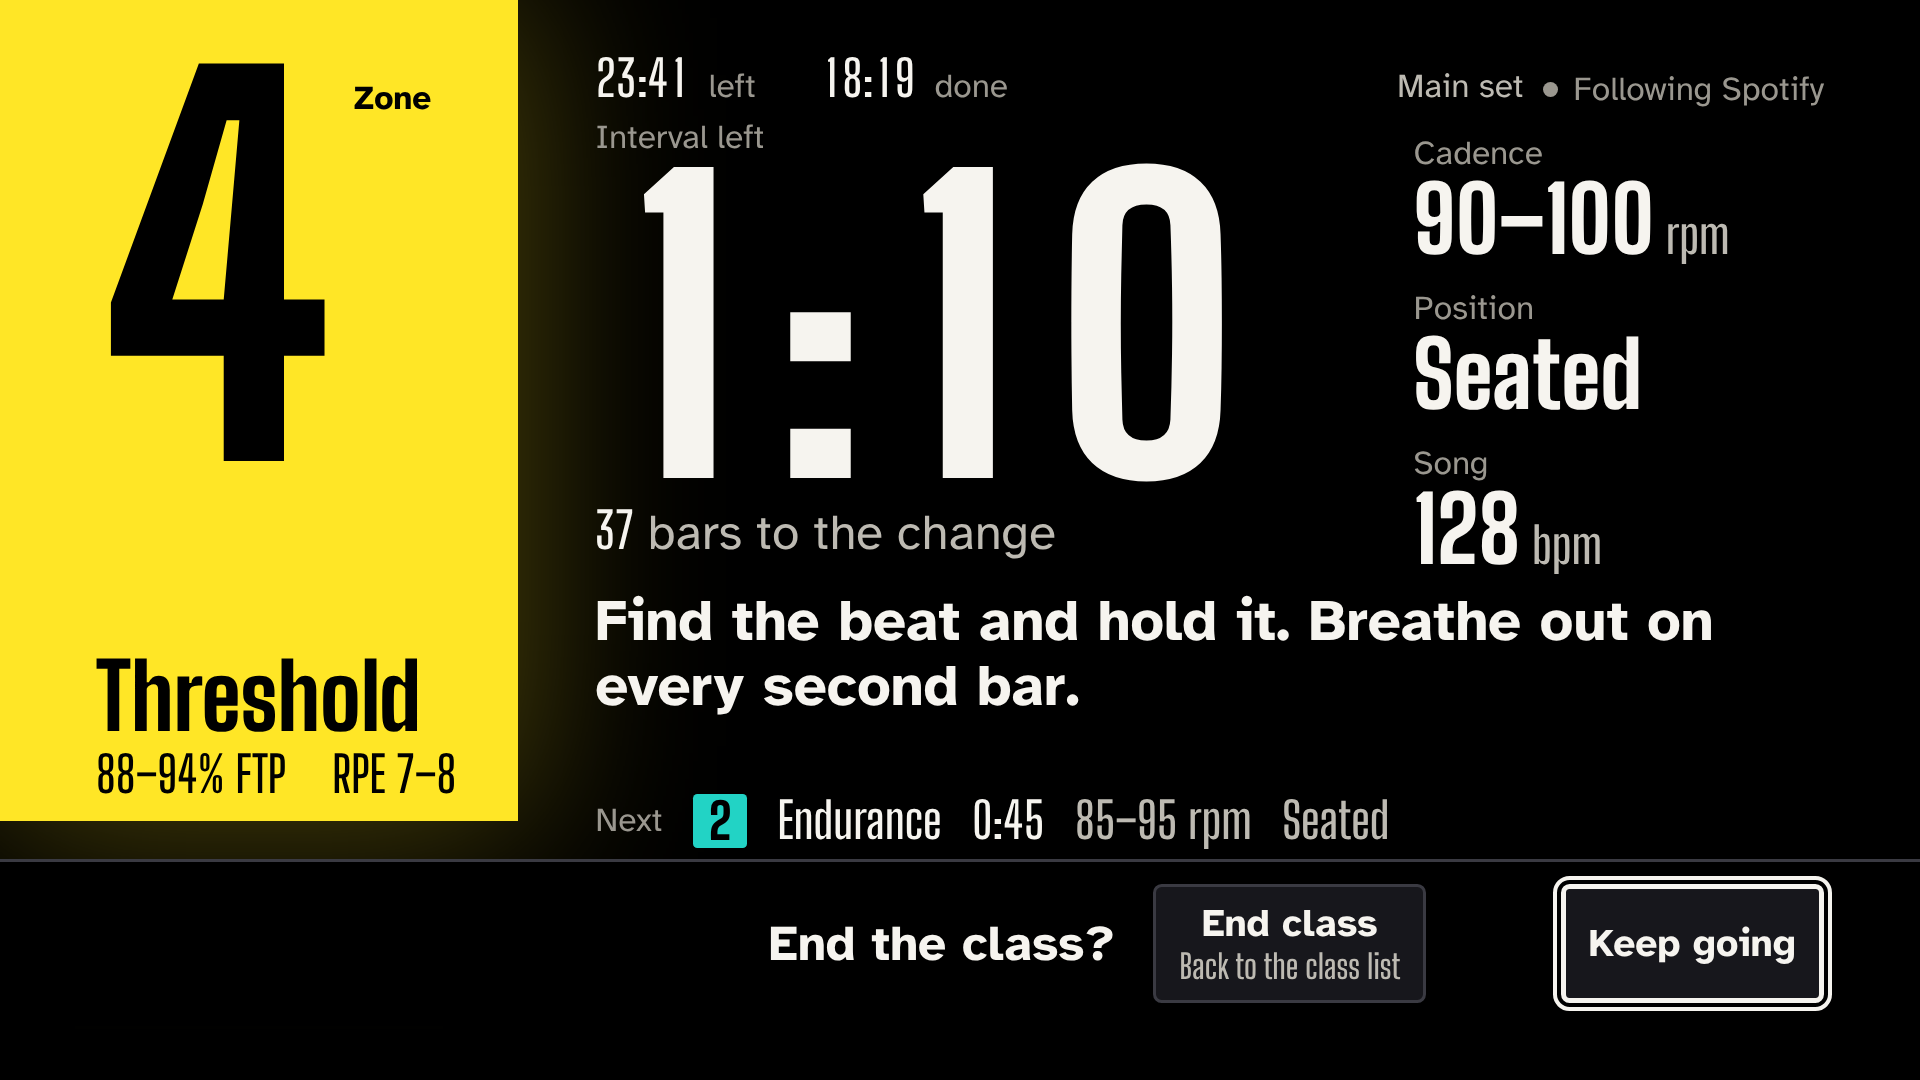 4 Zone
Threshold
88–94% FTP RPE 7–8
23:41 left 18:19 done
Interval left
1:10
37 bars to the change
Main set ● Following Spotify
Cadence
90–100 rpm
Position
Seated
Song
128 bpm
Find the beat and hold it. Breathe out on
every second bar.
Next 2 Endurance 0:45 85–95 rpm Seated
End the class?
End class
Back to the class list
Keep going